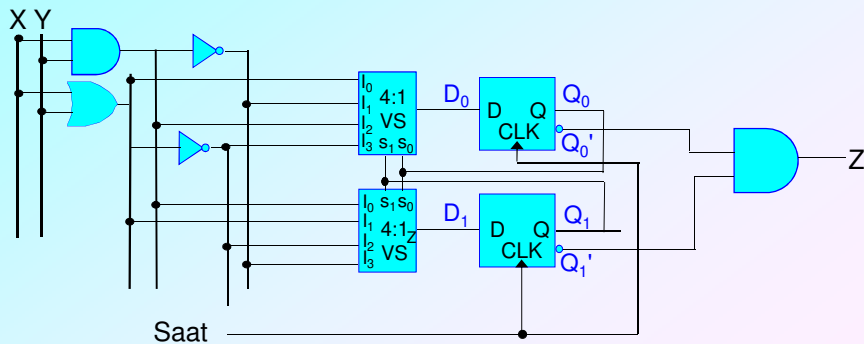 X Y
I0
I1
I2
I3
4:1
VS
S1 S0
D0
D Q
CLK
Q0
Q0'
Z
S1 S0
I0
I1
I2
I3
4:1
Z
VS
D1
D Q
CLK
Q1
Q1'
Saat